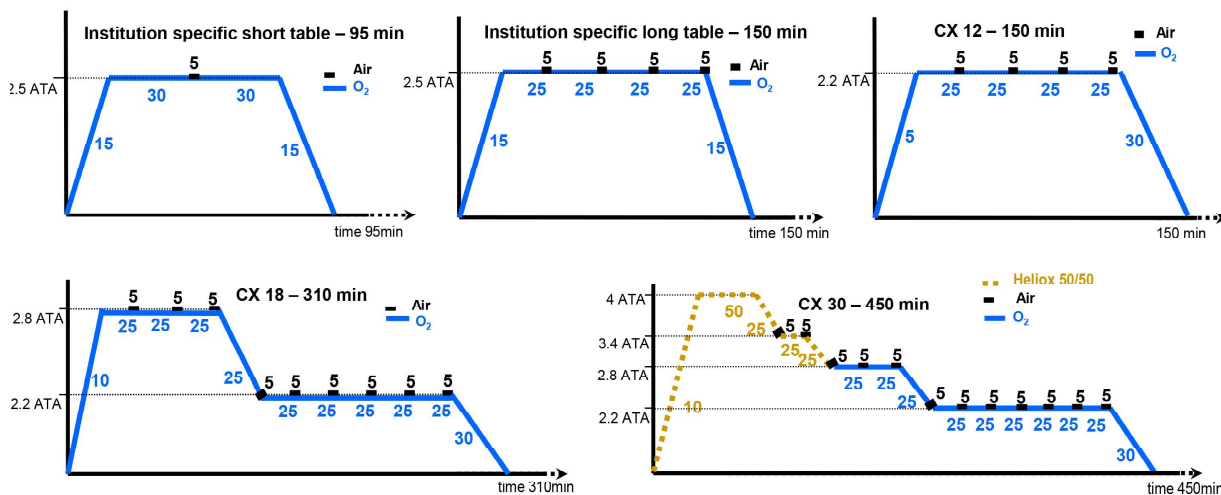 Institution specific short table – 95 min
5
Air
O₂
2.5 ATA
30 30
15
15
time 95min
Institution specific long table – 150 min
5 5 5 5
Air
O₂
2.5 ATA
25 25 25 25
15
15
time 150 min
CX 12 – 150 min
Air
O₂
5 5 5 5
2.2 ATA
25 25 25 25
5
30
150 min
CX 18 – 310 min
5 5 5
Air
O₂
2.8 ATA
25 25 25
10
25
5 5 5 5 5 5
2.2 ATA
25 25 25 25 25
30
time 310min
Heliox 50/50
Air
O₂
CX 30 – 450 min
4 ATA
50
25
5 5
3.4 ATA
25
25
5 5 5
2.8 ATA
25 25
10
25
5 5 5 5 5 5 5
2.2 ATA
25 25 25 25 25 25
30
time 450min